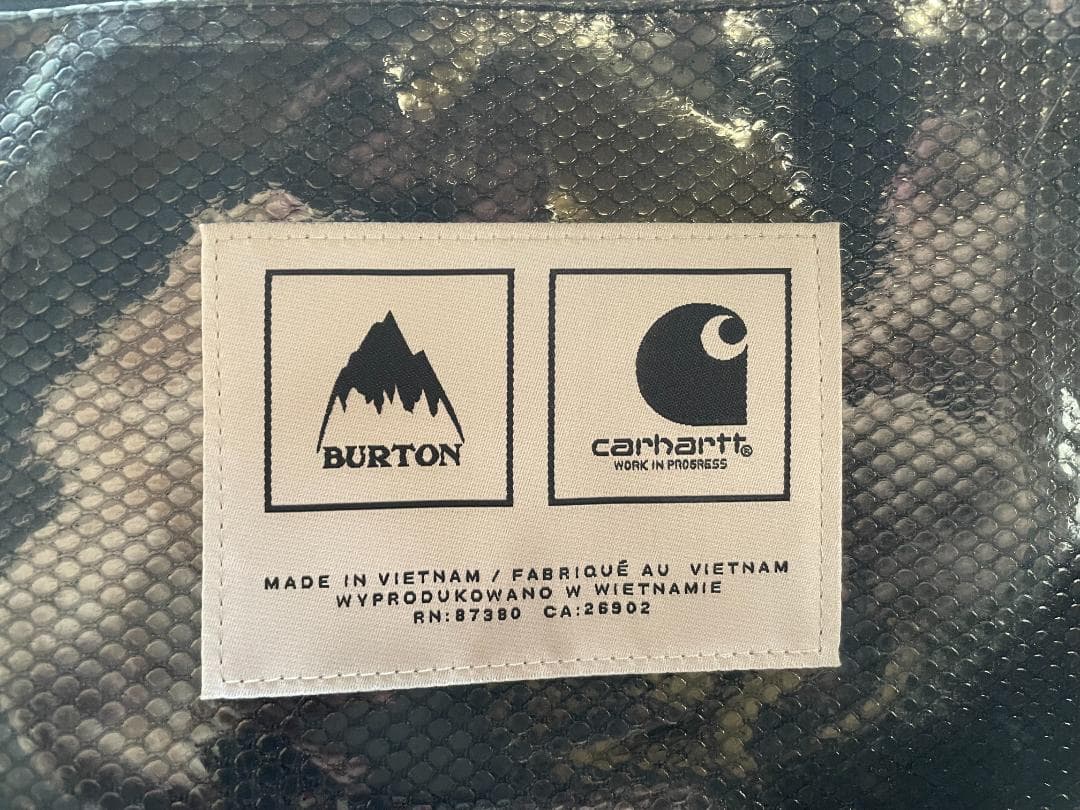 BURTON
carhartt®
WORK IN PROGRESS
MADE IN VIETNAM / FABRIQUÉ AU VIETNAM
WYPRODUKOWANO W WIETNAMIE
RN:87380 CA:26902